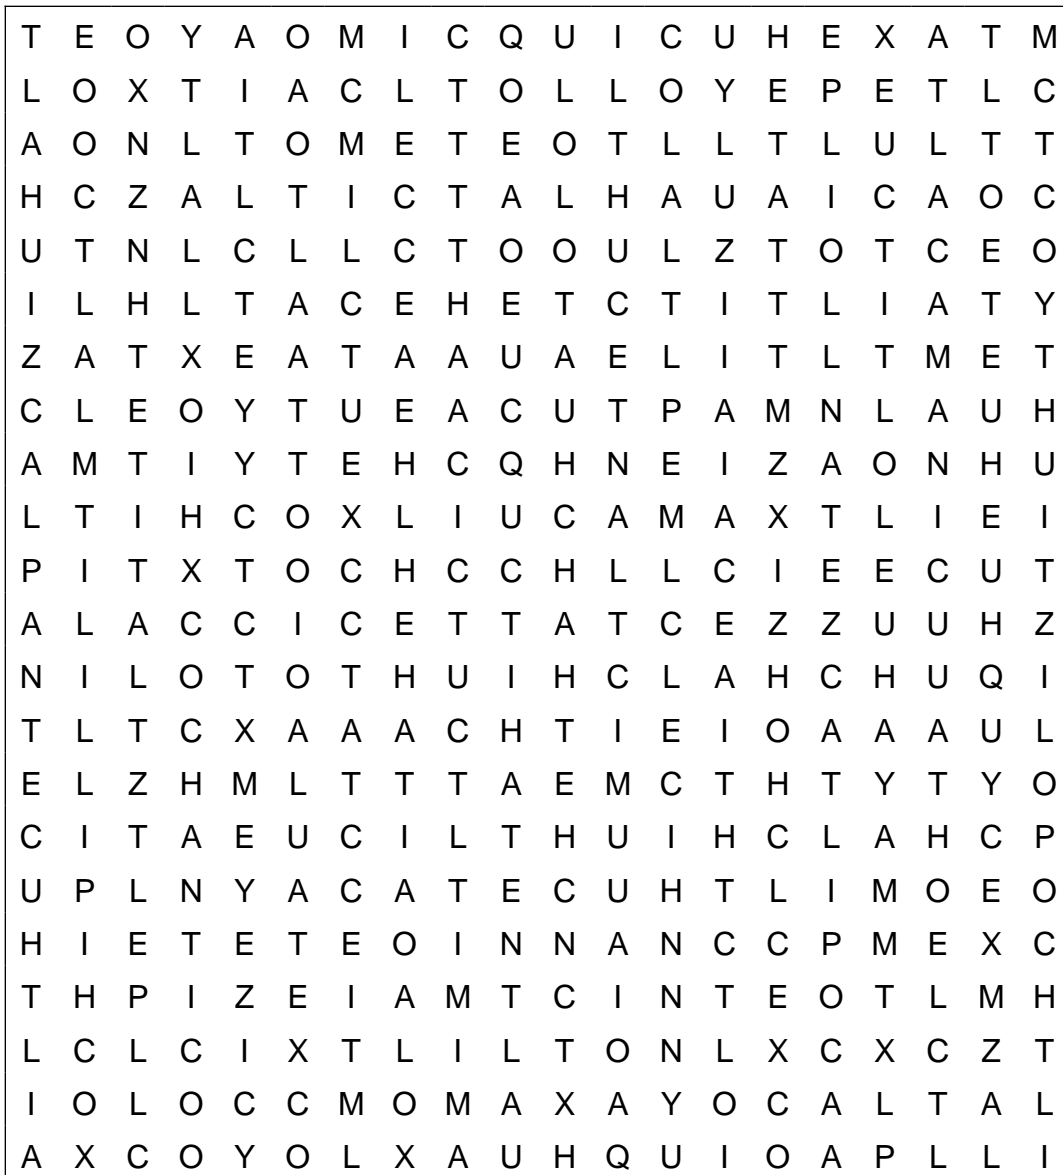 T E O Y A O M I C Q U I C U H E X A T M
L O X T I A C L T O L L O Y E P E T L C
A O N L T O M E T E O T L L T L U L T T
H C Z A L T I C T A L H A U A I C A O C
U T N L C L L C T O O U L Z T O T C E O
I L H L T A C E H E T C T I T L I A T Y
Z A T X E A T A A U A E L I T L T M E T
C L E O Y T U E A C U T P A M N L A U H
A M T I Y T E H C Q H N E I Z A O N H U
L T I H C O X L I U C A M A X T L I E I
P I T X T O C H C C H L L C I E E C U T
A L A C C I C E T T A T C E Z Z U U H Z
N I L O T O T H U I H C L A H C H U Q I
T L T C X A A A C H T I E I O A A A U L
E L Z H M L T T T A E M C T H T Y T Y O
C I T A E U C I L T H U I H C L A H C P
U P L N Y A C A T E C U H T L I M O E O
H I E T E T E O I N N A N C C P M E X C
T H P I Z E I A M T C I N T E O T L M H
L C L C I X T L I L T O N L X C X C Z T
I O L O C C M O M A X A Y O C A L T A L
A X C O Y O L X A U H Q U I O A P L L I